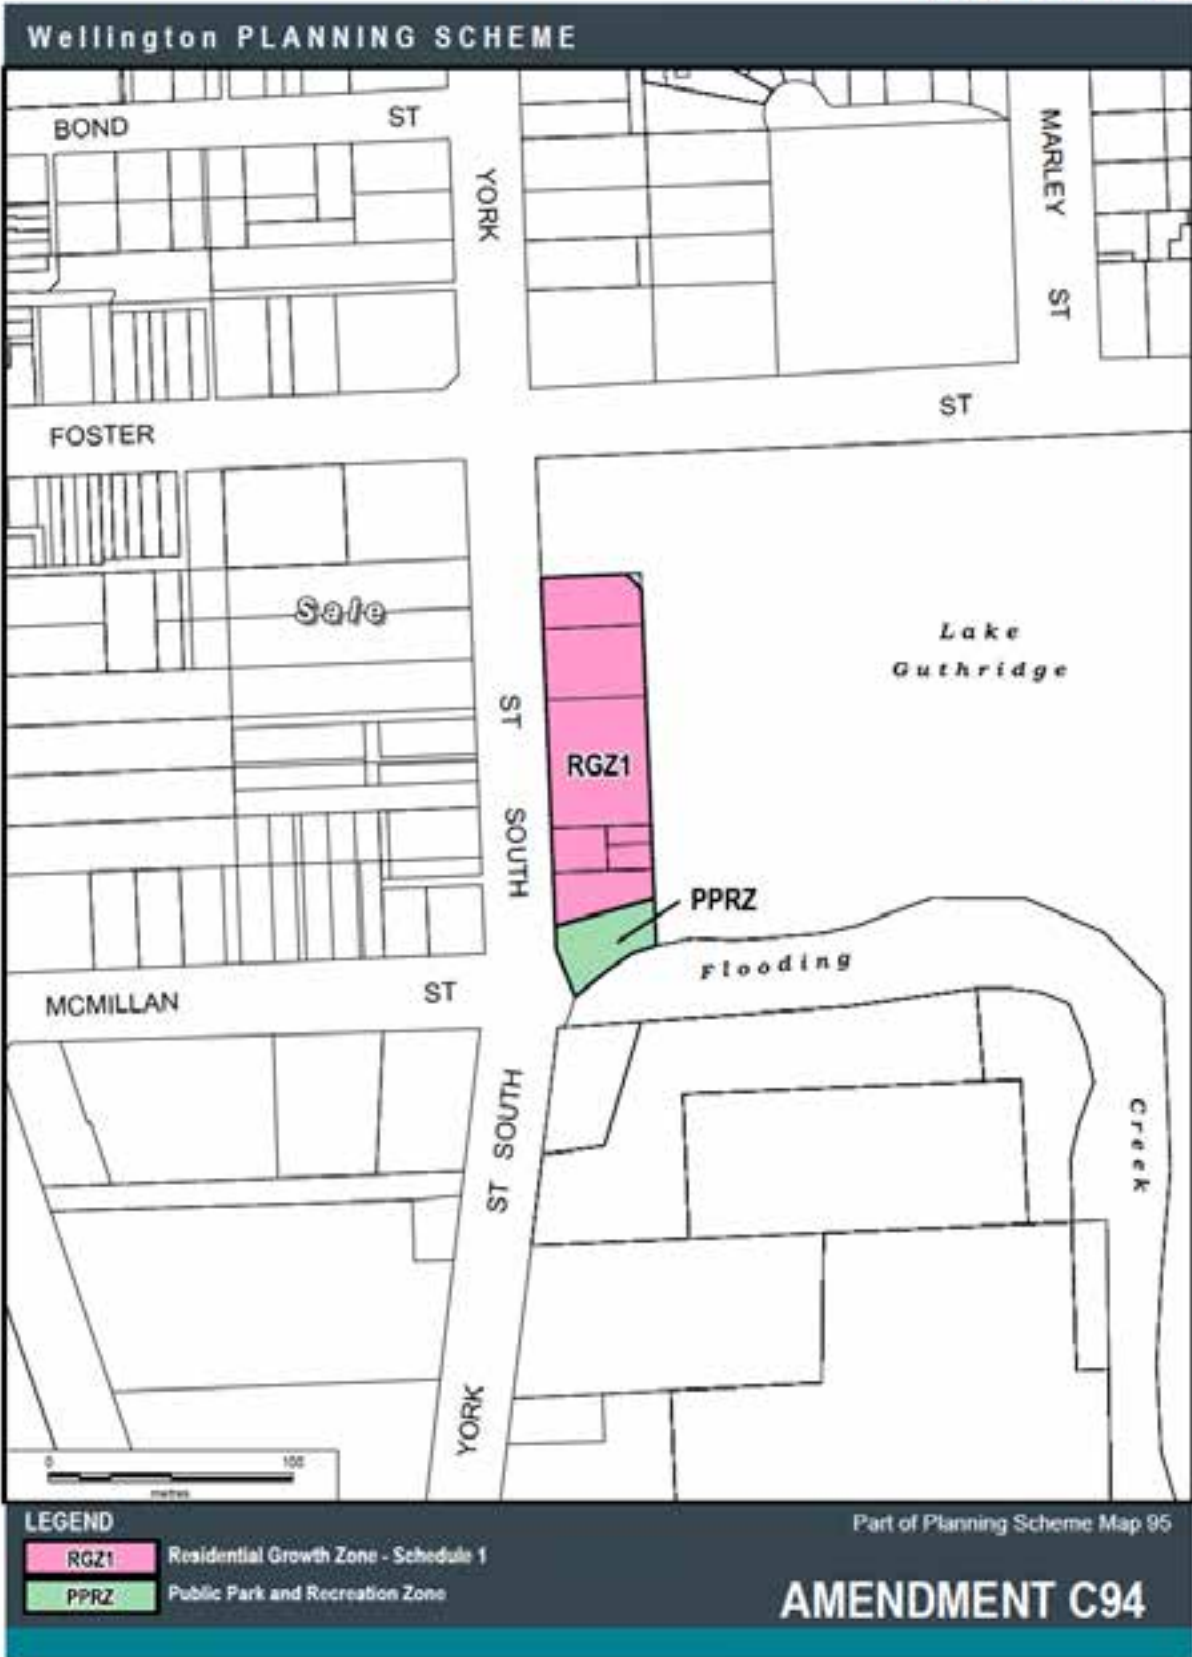 Wellington PLANNING SCHEME
BOND ST
YORK
MARLEY ST
FOSTER ST
Sale
Lake
Guthridge
ST SOUTH
RGZ1
PPRZ
Flooding
MCMILLAN ST
ST SOUTH
Creek
YORK
0 100
metres
LEGEND
Part of Planning Scheme Map 95
RGZ1 Residential Growth Zone - Schedule 1
PPRZ Public Park and Recreation Zone
AMENDMENT C94